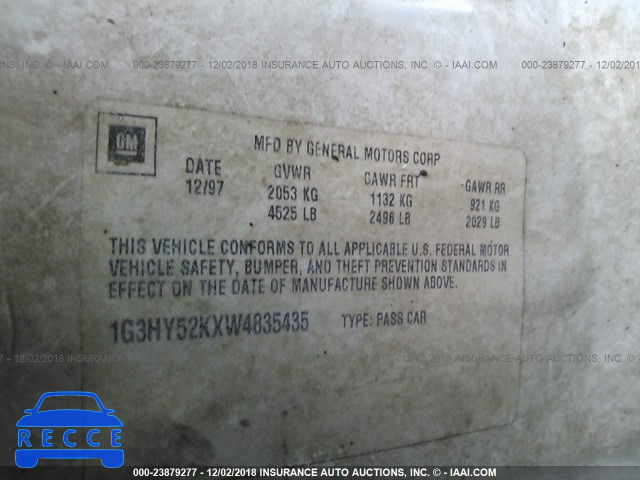 000-23879277 - 12/02/2018 INSURANCE AUTO AUCTIONS, INC. © - IAAI.COM
GM
MFD BY GENERAL MOTORS CORP
DATE GVWR GAWR FRT GAWR RR
12/97 2053 KG 1132 KG 921 KG
4525 LB 2496 LB 2029 LB
THIS VEHICLE CONFORMS TO ALL APPLICABLE U.S. FEDERAL MOTOR
VEHICLE SAFETY, BUMPER, AND THEFT PREVENTION STANDARDS IN
EFFECT ON THE DATE OF MANUFACTURE SHOWN ABOVE.
1G3HY52KXW4835435 TYPE: PASS CAR
RECCE
000-23879277 - 12/02/2018 INSURANCE AUTO AUCTIONS, INC. © - IAAI.COM